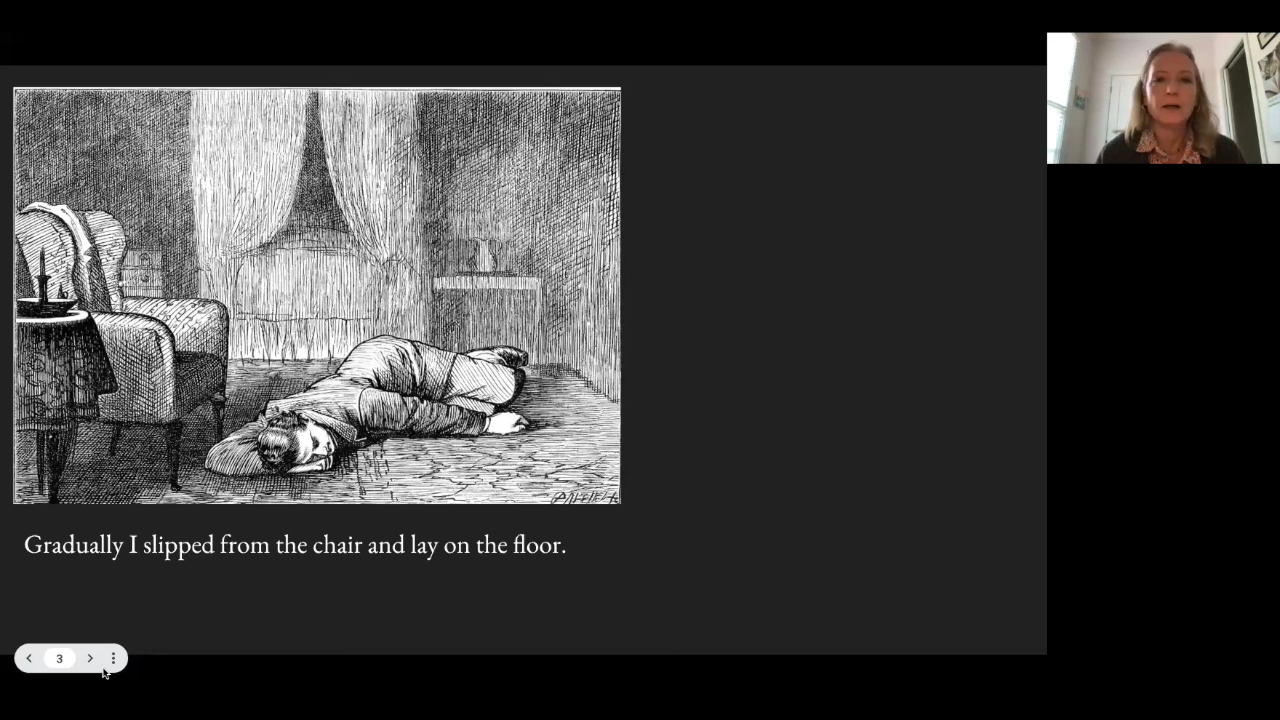 Gradually I slipped from the chair and lay on the floor.
3